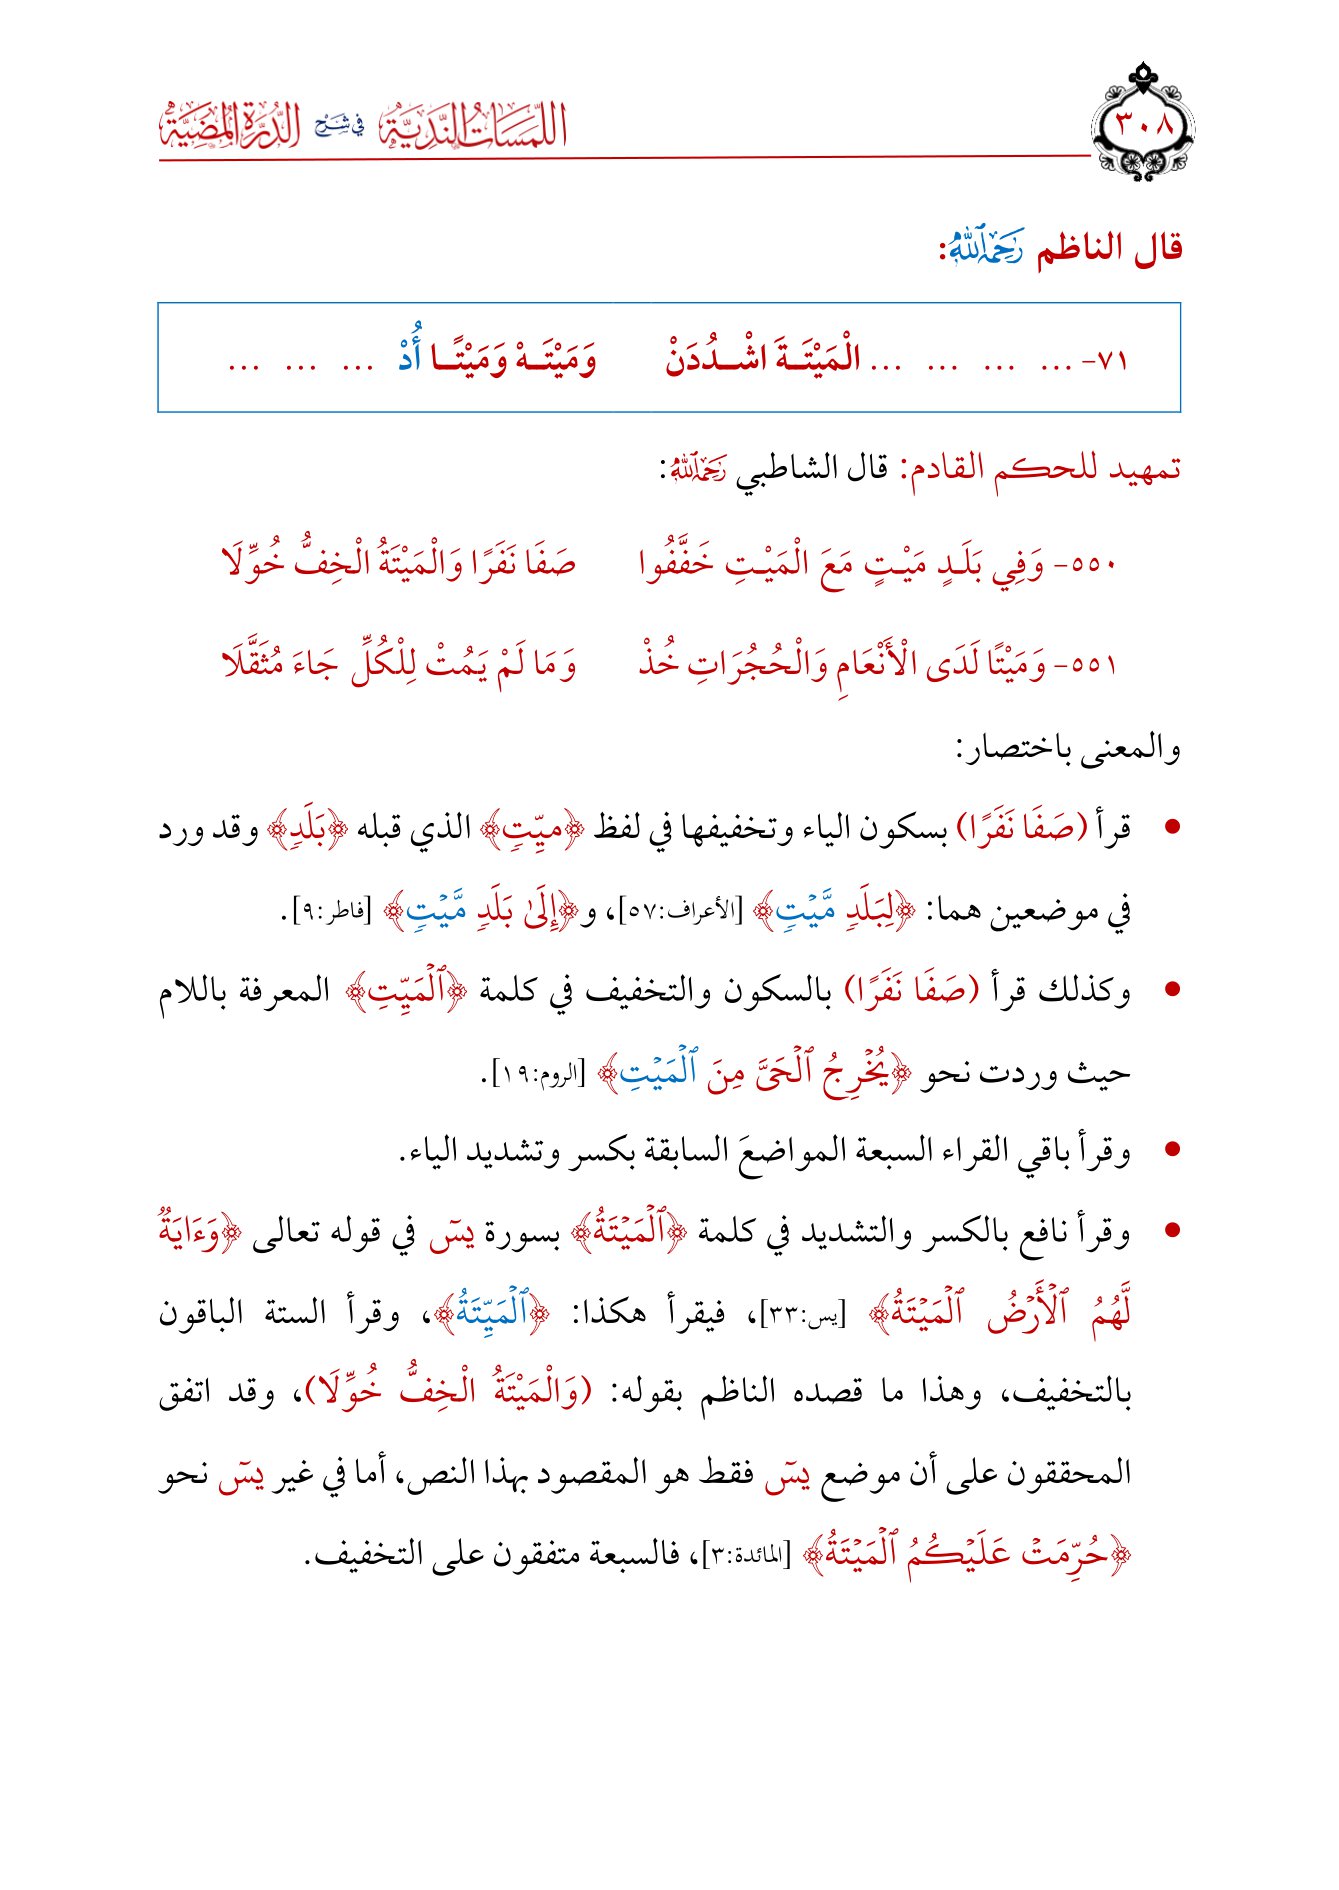 ٣٠٨
اللمسات الندية في شرح الدرة المضية
قال الناظم رَحِمَهُ ٱللَّهُ:
٧١- ... ... ... ... الْمَيْتَـةَ اشْـدُدَنْ وَمَيْتَـهْ وَمَيْتًـا أُدْ ... ... ...
تمهيد للحكم القادم: قال الشاطبي رَحِمَهُ ٱللَّهُ:
٥٥٠- وَفِي بَلَـدٍ مَيْـتٍ مَعَ الْمَيْـتِ خَفَّفُوا صَفَا نَفَرًا وَالْمَيْتَةُ الْخِفُّ خُوِّلَا
٥٥١- وَمَيْتًا لَدَى الْأَنْعَامِ وَالْحُجُرَاتِ خُذْ وَمَا لَمْ يَمُتْ لِلْكُلِّ جَاءَ مُثَقَّلَا
والمعنى باختصار:
• قرأ (صَفَا نَفَرًا) بسكون الياء وتخفيفها في لفظ ﴿ميِّتٖ﴾ الذي قبله ﴿بَلَدٖ﴾ وقد ورد
في موضعين هما: ﴿لِبَلَدٖ مَّيۡتٖ﴾ [الأعراف:٥٧]، و﴿إِلَىٰ بَلَدٖ مَّيۡتٖ﴾ [فاطر:٩].
• وكذلك قرأ (صَفَا نَفَرًا) بالسكون والتخفيف في كلمة ﴿ٱلۡمَيِّتِ﴾ المعرفة باللام
حيث وردت نحو ﴿يُخۡرِجُ ٱلۡحَيَّ مِنَ ٱلۡمَيۡتِ﴾ [الروم:١٩].
• وقرأ باقي القراء السبعة المواضعَ السابقة بكسر وتشديد الياء.
• وقرأ نافع بالكسر والتشديد في كلمة ﴿ٱلۡمَيۡتَةُ﴾ بسورة يسٓ في قوله تعالى ﴿وَءَايَةٞ
لَّهُمُ ٱلۡأَرۡضُ ٱلۡمَيۡتَةُ﴾ [يس:٣٣]، فيقرأ هكذا: ﴿ٱلۡمَيِّتَةُ﴾، وقرأ الستة الباقون
بالتخفيف، وهذا ما قصده الناظم بقوله: (وَالْمَيْتَةُ الْخِفُّ خُوِّلَا)، وقد اتفق
المحققون على أن موضع يسٓ فقط هو المقصود بهذا النص، أما في غير يسٓ نحو
﴿حُرِّمَتۡ عَلَيۡكُمُ ٱلۡمَيۡتَةُ﴾ [المائدة:٣]، فالسبعة متفقون على التخفيف.